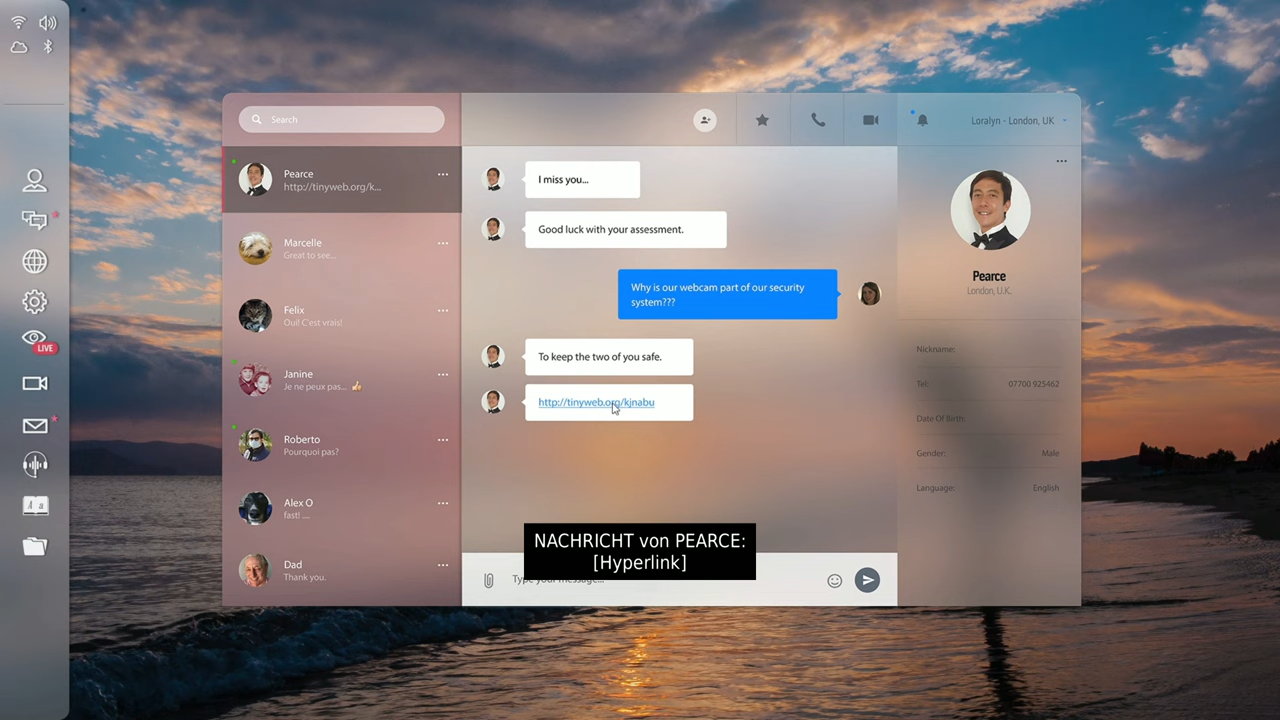 Search
Loralyn - London, UK
Pearce
http://tinyweb.org/k...
Marcelle
Great to see...
Felix
Oui! C'est vrais!
Janine
Je ne peux pas...
Roberto
Pourquoi pas?
Alex O
fast! ....
Dad
Thank you.
LIVE
A a
I miss you...
Good luck with your assessment.
Why is our webcam part of our security
system???
To keep the two of you safe.
http://tinyweb.org/kjnabu
Type your message...
NACHRICHT von PEARCE:
[Hyperlink]
Pearce
London, U.K.
Nickname:
Tel: 07700 925462
Date Of Birth:
Gender: Male
Language: English